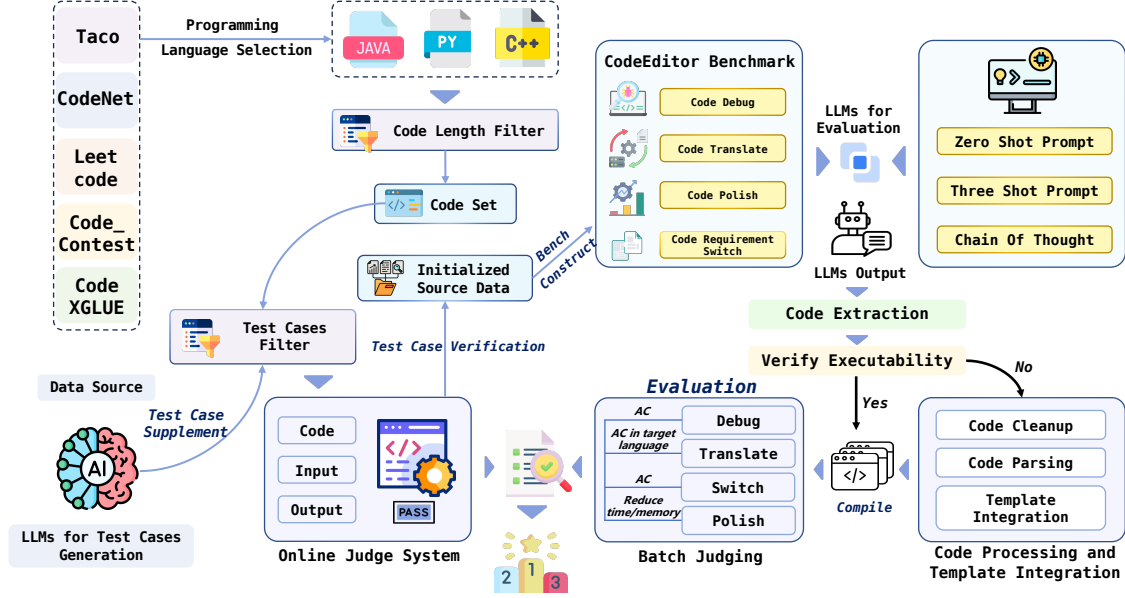 Taco
CodeNet
Leet
code
Code_
Contest
Code
XGLUE
Data Source
Programming
Language Selection
JAVA
PY
C++
Code Length Filter
Code Set
Initialized
Source Data
Test Cases
Filter
Test Case Verification
Test Case
Supplement
AI
LLMs for Test Cases
Generation
Code
Input
Output
PASS
Online Judge System
Bench
Construct
CodeEditor Benchmark
Code Debug
Code Translate
Code Polish
Code Requirement
Switch
LLMs for
Evaluation
LLMs Output
Zero Shot Prompt
Three Shot Prompt
Chain Of Thought
Code Extraction
Verify Executability
No
Yes
Code Cleanup
Code Parsing
Template
Integration
Code Processing and
Template Integration
Compile
Evaluation
AC
Debug
AC in target
language
Translate
AC
Switch
Reduce
time/memory
Polish
Batch Judging
2
1
3